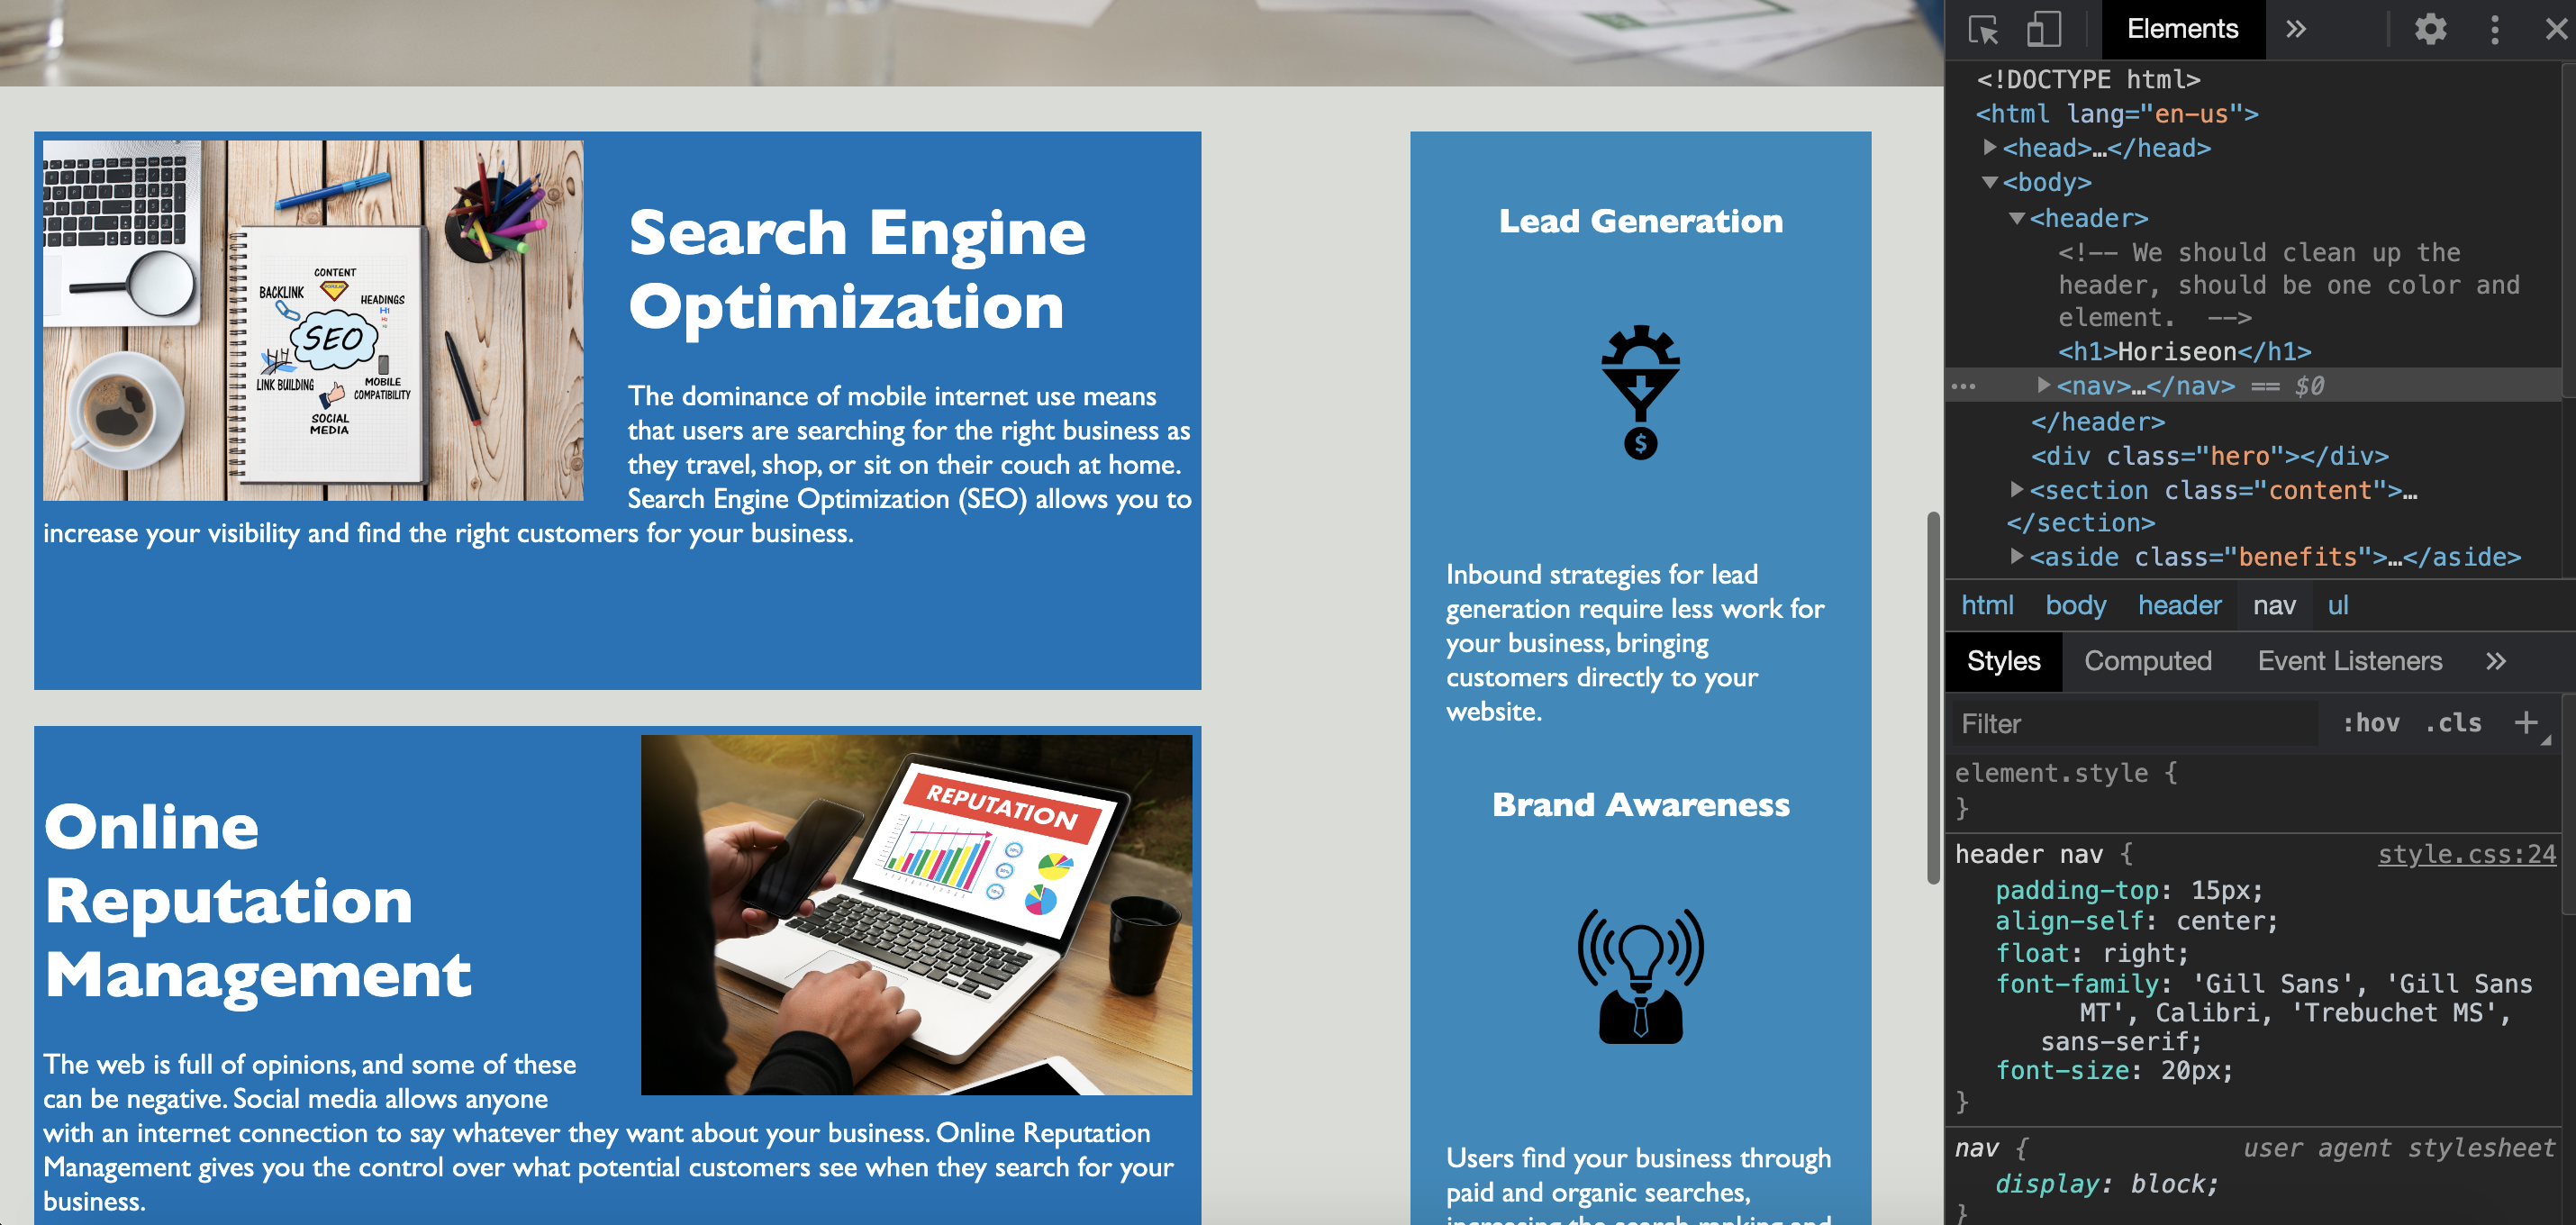 CONTENT
BACKLINK
HEADINGS
H1
SEO
LINK BUILDING
MOBILE
COMPATIBILITY
SOCIAL
MEDIA
Search Engine
Optimization
The dominance of mobile internet use means
that users are searching for the right business as
they travel, shop, or sit on their couch at home.
Search Engine Optimization (SEO) allows you to
increase your visibility and find the right customers for your business.
Online
Reputation
Management
REPUTATION
The web is full of opinions, and some of these
can be negative. Social media allows anyone
with an internet connection to say whatever they want about your business. Online Reputation
Management gives you the control over what potential customers see when they search for your
business.
Lead Generation
$
Inbound strategies for lead
generation require less work for
your business, bringing
customers directly to your
website.
Brand Awareness
Users find your business through
paid and organic searches,
increasing the search ranking and
Elements
<!DOCTYPE html>
<html lang="en-us">
<head>…</head>
<body>
<header>
<!-- We should clean up the
header, should be one color and
element.  -->
<h1>Horiseon</h1>
<nav>…</nav> == $0
</header>
<div class="hero"></div>
<section class="content">…
</section>
<aside class="benefits">…</aside>
html body header nav ul
Styles Computed Event Listeners
Filter :hov .cls +
element.style {
}
header nav { style.css:24
padding-top: 15px;
align-self: center;
float: right;
font-family: 'Gill Sans', 'Gill Sans
MT', Calibri, 'Trebuchet MS',
sans-serif;
font-size: 20px;
}
nav { user agent stylesheet
display: block;
}